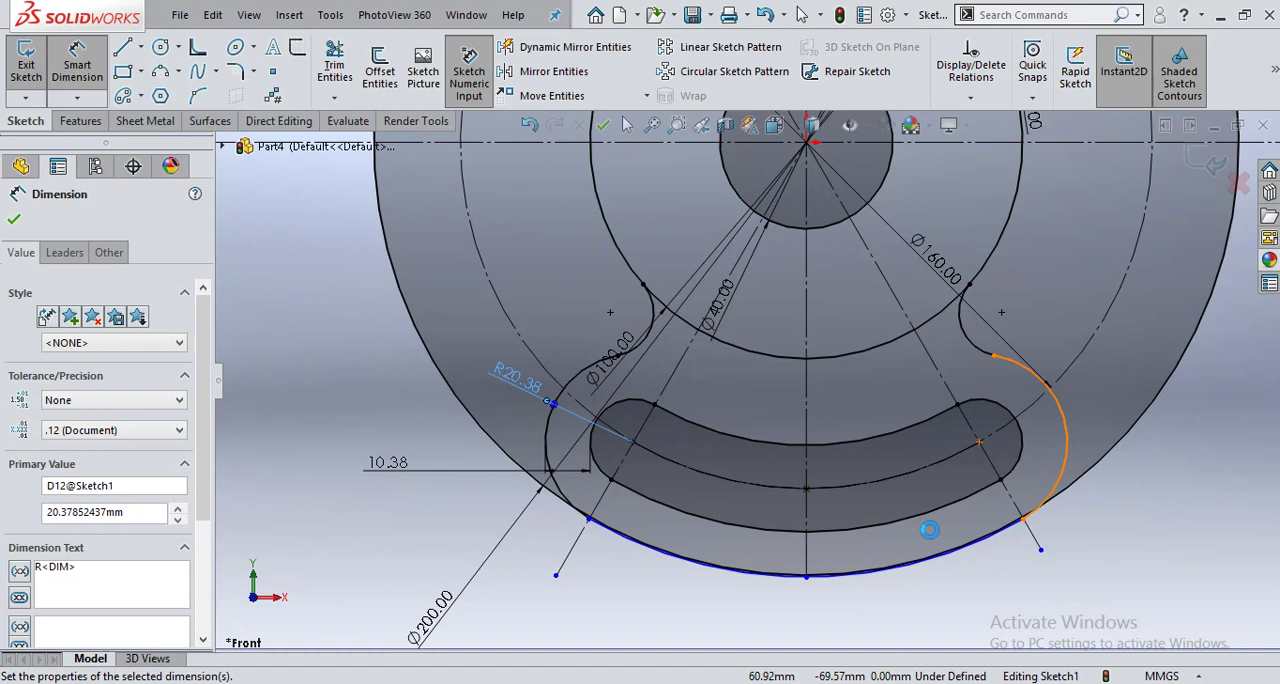 SOLIDWORKS
File Edit View Insert Tools PhotoView 360 Window Help
Sket...
Search Commands
?
Exit Sketch
Smart Dimension
Trim Entities
Offset Entities
Sketch Picture
Sketch Numeric Input
Dynamic Mirror Entities
Mirror Entities
Move Entities
Linear Sketch Pattern
Circular Sketch Pattern
Wrap
3D Sketch On Plane
Repair Sketch
Display/Delete Relations
Quick Snaps
Rapid Sketch
Instant2D
Shaded Sketch Contours
Sketch Features Sheet Metal Surfaces Direct Editing Evaluate Render Tools
Part4 (Default<<Default>...
Dimension
Value Leaders Other
Style
<NONE>
Tolerance/Precision
None
.12 (Document)
Primary Value
D12@Sketch1
20.37852437mm
Dimension Text
R<DIM>
Ø160.00
Ø40.00
Ø100.00
R20.38
10.38
Ø200.00
Y
X
*Front
Activate Windows
Go to PC settings to activate Windows.
Model 3D Views
Set the properties of the selected dimension(s).
60.92mm -69.57mm 0.00mm Under Defined Editing Sketch1 MMGS